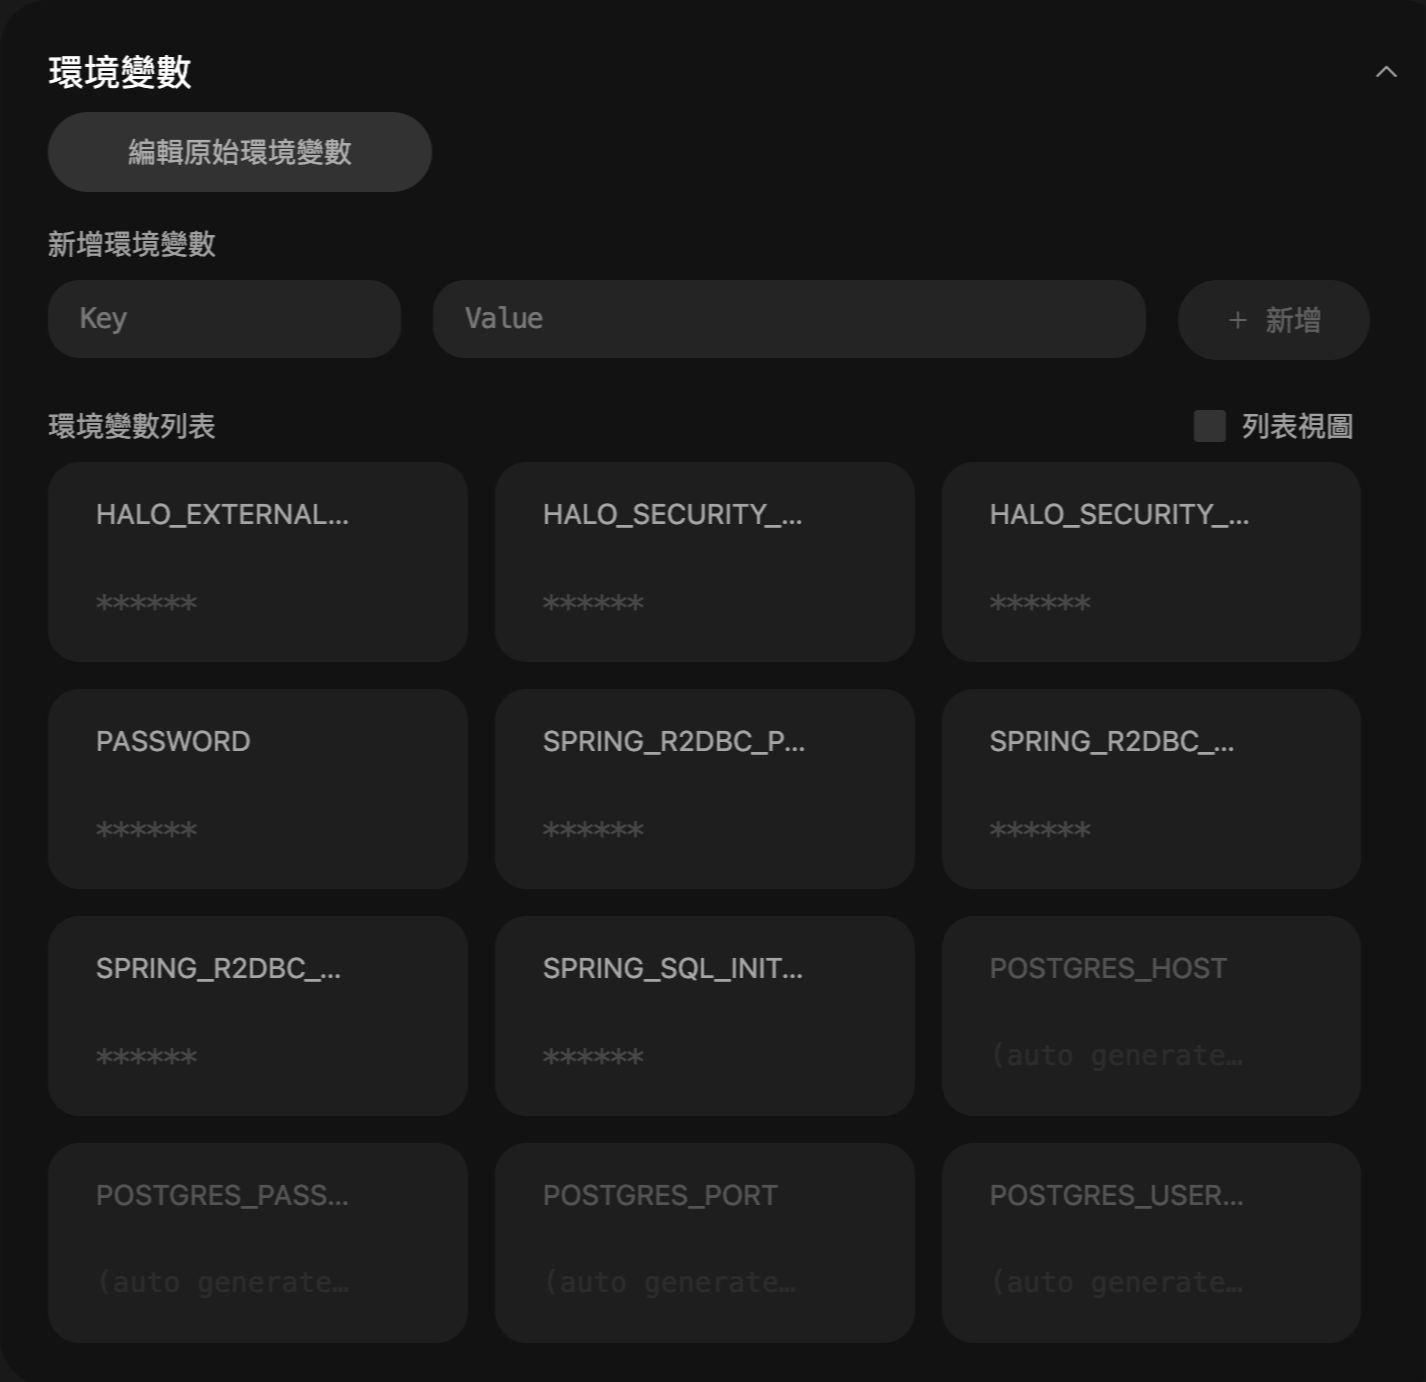 環境變數
編輯原始環境變數
新增環境變數
Key
Value
+ 新增
環境變數列表
列表視圖
HALO_EXTERNAL...
HALO_SECURITY_...
HALO_SECURITY_...
******
******
******
PASSWORD
SPRING_R2DBC_P...
SPRING_R2DBC_...
******
******
******
SPRING_R2DBC_...
SPRING_SQL_INIT...
POSTGRES_HOST
******
******
(auto generate…
POSTGRES_PASS...
POSTGRES_PORT
POSTGRES_USER...
(auto generate…
(auto generate…
(auto generate…